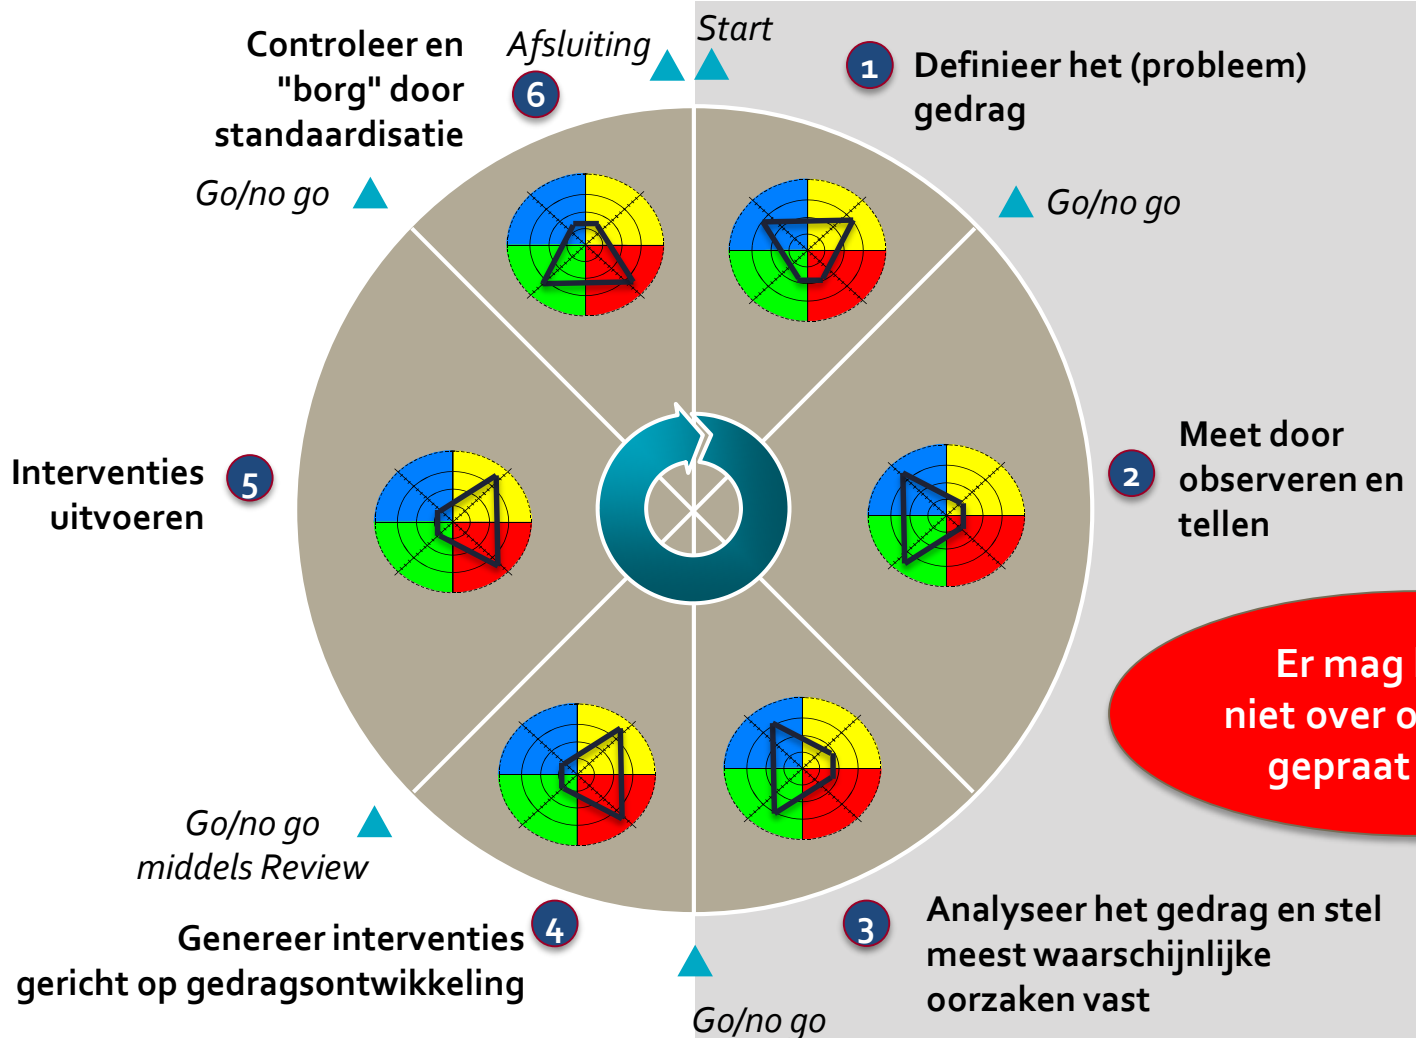 Start
1
Definieer het (probleem)
gedrag
Go/no go
2
Meet door
observeren en
tellen
Er mag
niet over o
gepraat
3
Analyseer het gedrag en stel
meest waarschijnlijke
oorzaken vast
Go/no go
4
Genereer interventies
gericht op gedragsontwikkeling
Go/no go
middels Review
5
Interventies
uitvoeren
Go/no go
6
Controleer en
"borg" door
standaardisatie
Afsluiting